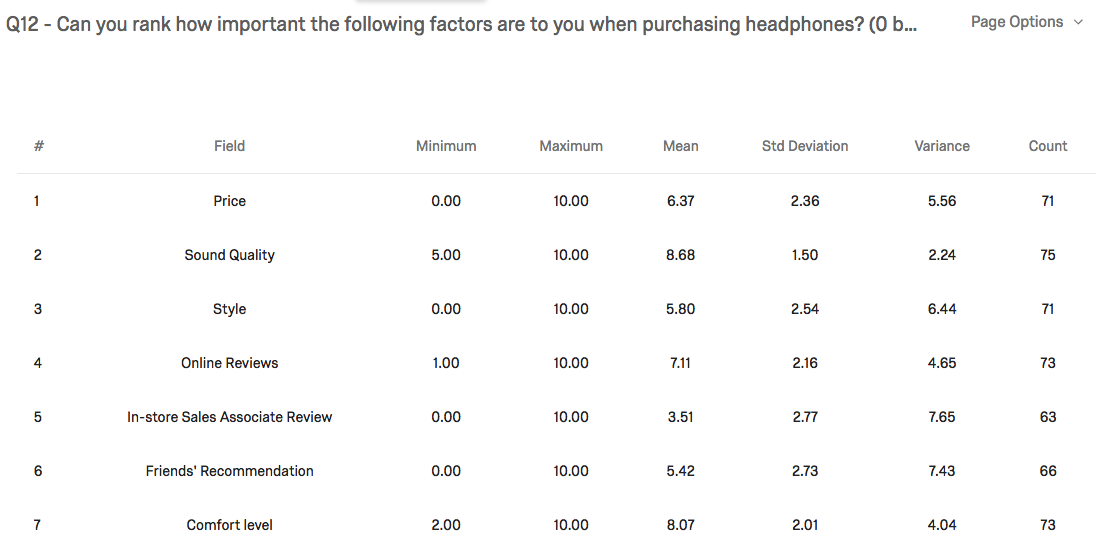 Q12 - Can you rank how important the following factors are to you when purchasing headphones? (0 b...
Page Options
# Field Minimum Maximum Mean Std Deviation Variance Count
1 Price 0.00 10.00 6.37 2.36 5.56 71
2 Sound Quality 5.00 10.00 8.68 1.50 2.24 75
3 Style 0.00 10.00 5.80 2.54 6.44 71
4 Online Reviews 1.00 10.00 7.11 2.16 4.65 73
5 In-store Sales Associate Review 0.00 10.00 3.51 2.77 7.65 63
6 Friends' Recommendation 0.00 10.00 5.42 2.73 7.43 66
7 Comfort level 2.00 10.00 8.07 2.01 4.04 73